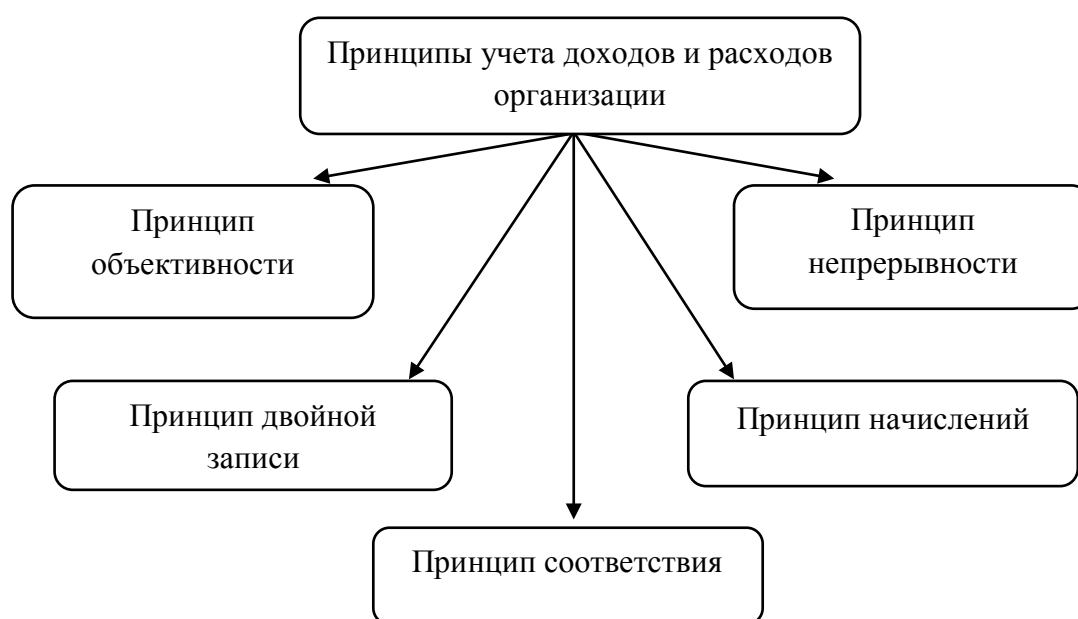 Принципы учета доходов и расходов
организации
Принцип
объективности
Принцип
непрерывности
Принцип двойной
записи
Принцип начислений
Принцип соответствия